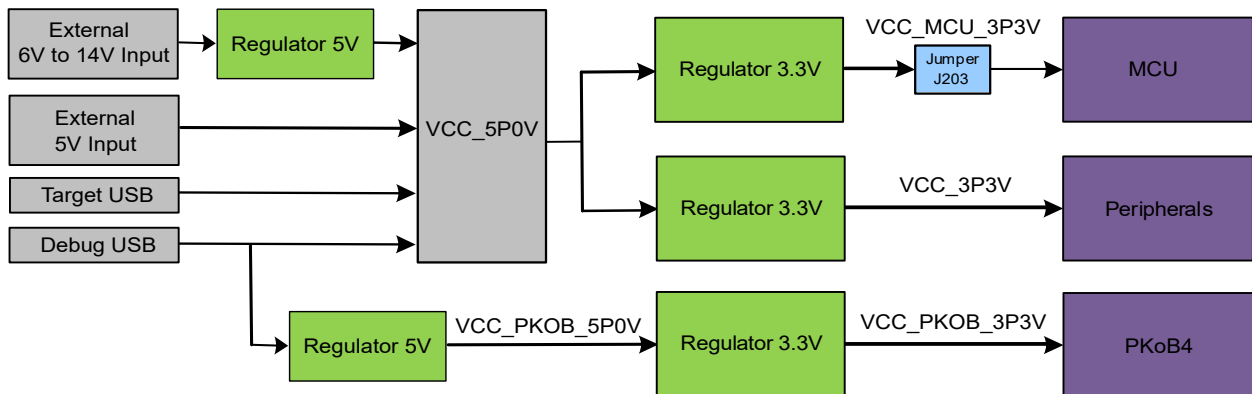 External
6V to 14V Input
Regulator 5V
External
5V Input
Target USB
Debug USB
VCC_5P0V
Regulator 3.3V
VCC_MCU_3P3V
Jumper
J203
MCU
Regulator 3.3V
VCC_3P3V
Peripherals
Regulator 5V
VCC_PKOB_5P0V
Regulator 3.3V
VCC_PKOB_3P3V
PKoB4